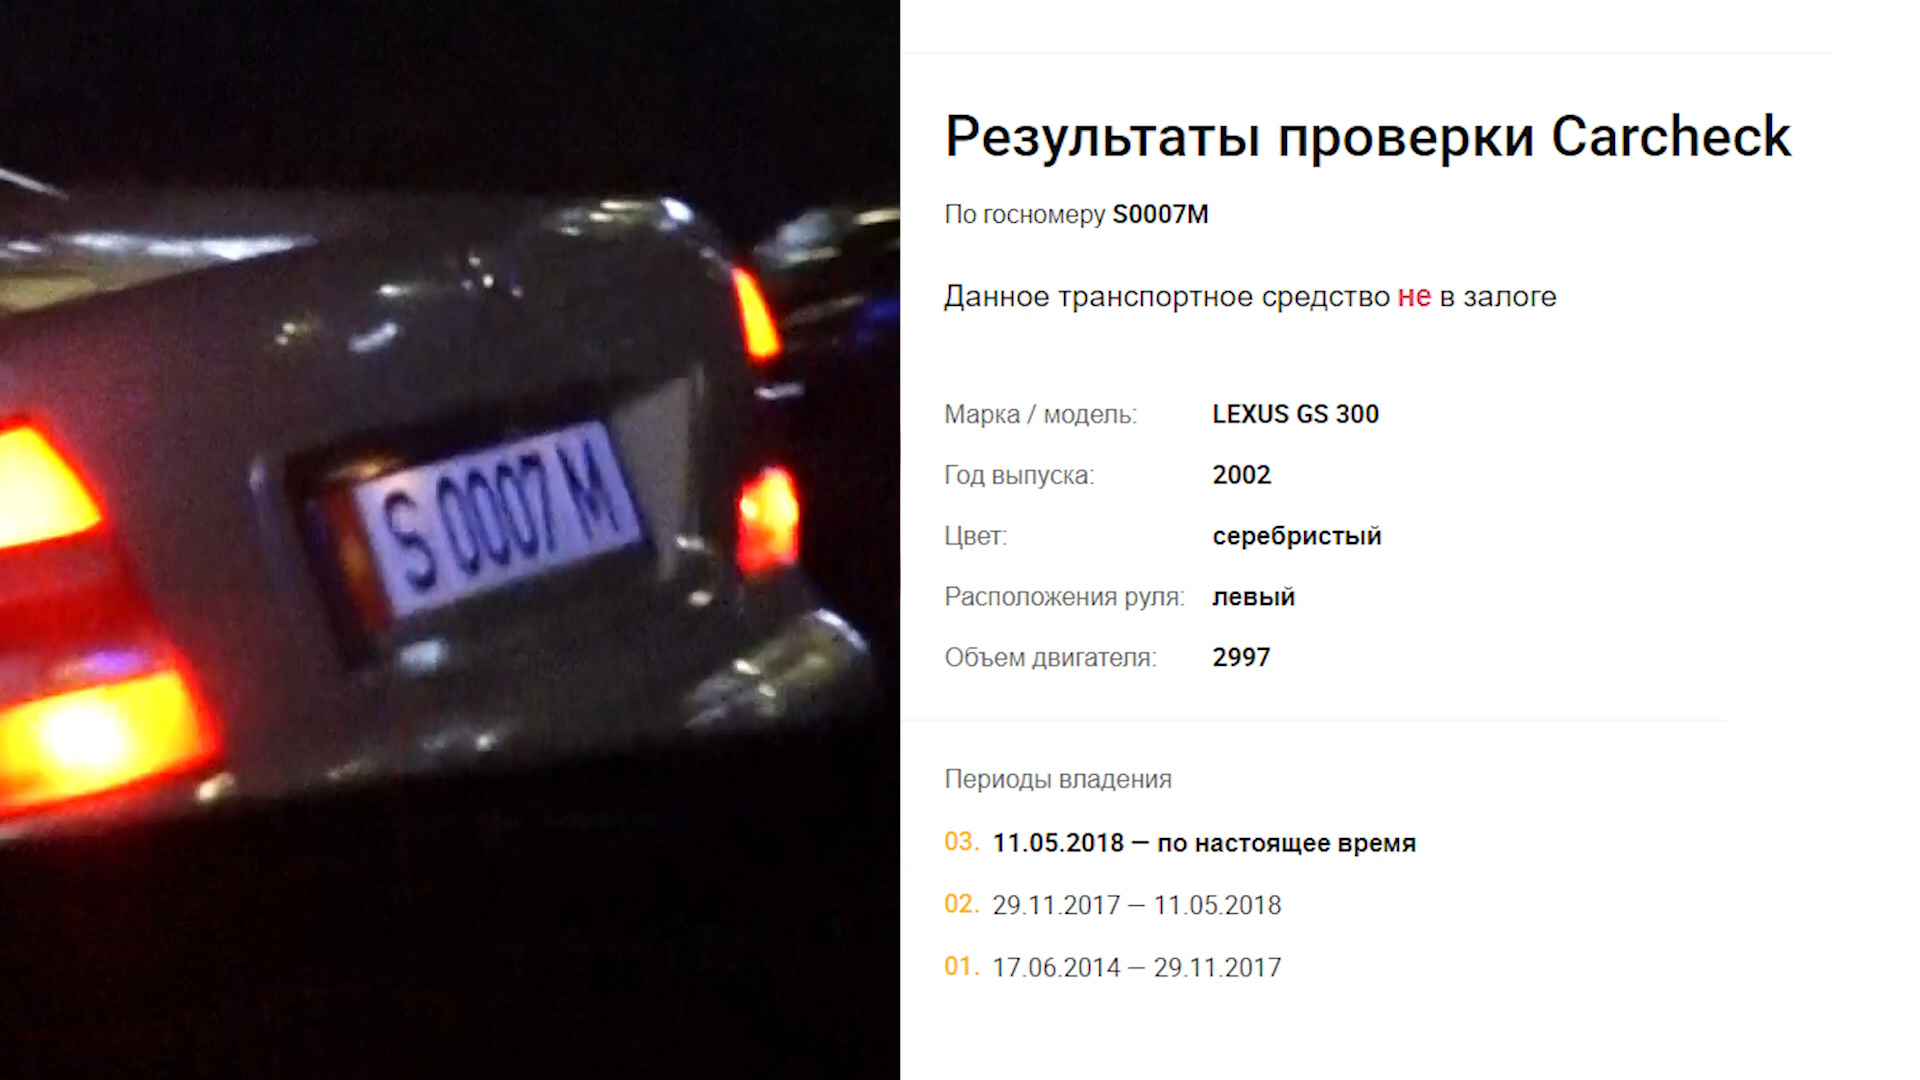 S 0007 M
Результаты проверки Carcheck
По госномеру S0007M
Данное транспортное средство не в залоге
Марка / модель: LEXUS GS 300
Год выпуска: 2002
Цвет: серебристый
Расположения руля: левый
Объем двигателя: 2997
Периоды владения
03. 11.05.2018 — по настоящее время
02. 29.11.2017 — 11.05.2018
01. 17.06.2014 — 29.11.2017